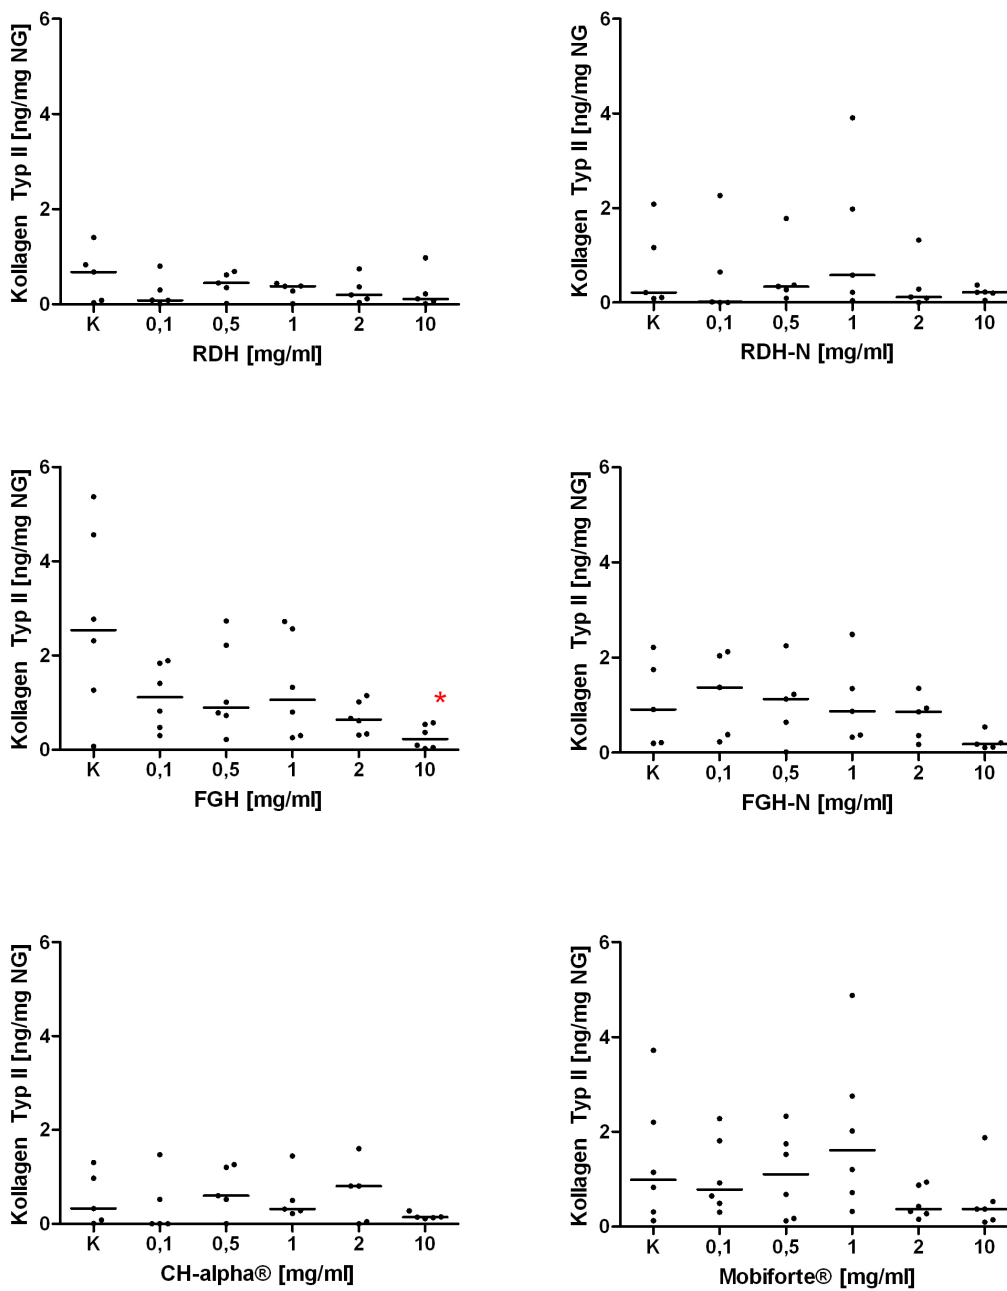 Kollagen Typ II [ng/mg NG]
6
4
2
0
K 0,1 0,5 1 2 10
RDH [mg/ml]
Kollagen Typ II [ng/mg NG
6
4
2
0
K 0,1 0,5 1 2 10
RDH-N [mg/ml]
Kollagen Typ II [ng/mg NG]
6
4
2
0
*
K 0,1 0,5 1 2 10
FGH [mg/ml]
Kollagen Typ II [ng/mg NG]
6
4
2
0
K 0,1 0,5 1 2 10
FGH-N [mg/ml]
Kollagen Typ II [ng/mg NG]
6
4
2
0
K 0,1 0,5 1 2 10
CH-alpha® [mg/ml]
Kollagen Typ II [ng/mg NG]
6
4
2
0
K 0,1 0,5 1 2 10
Mobiforte® [mg/ml]